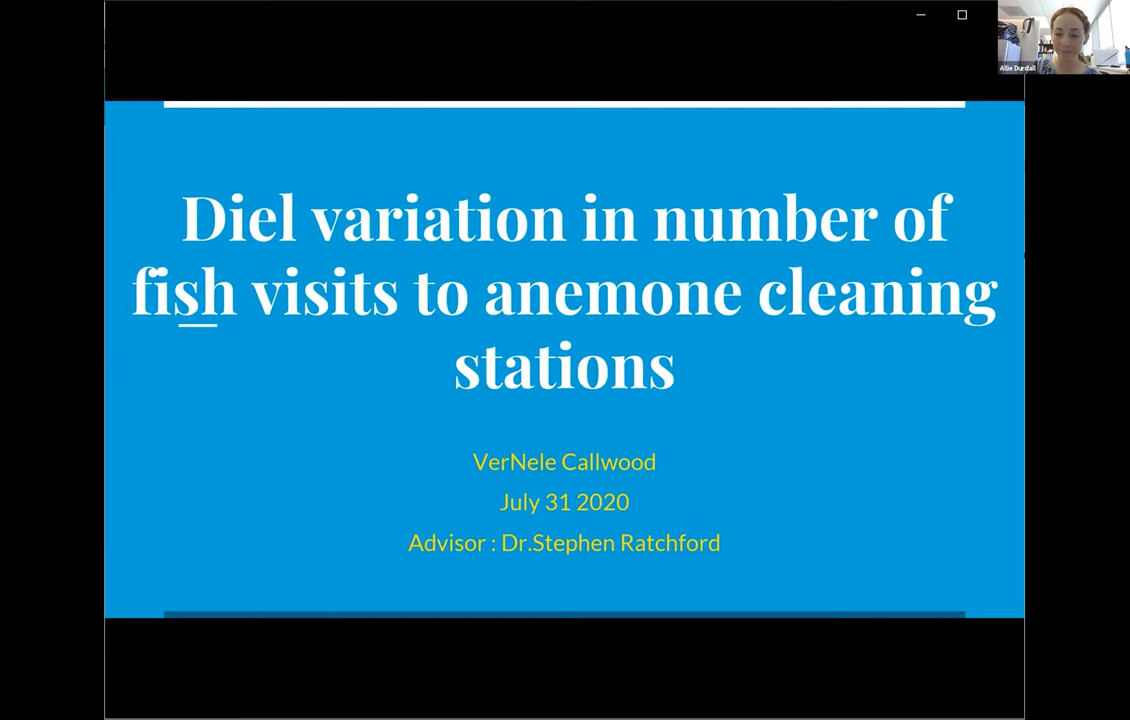 Allie Durdall
Diel variation in number of
fish visits to anemone cleaning
stations
VerNele Callwood
July 31 2020
Advisor : Dr.Stephen Ratchford